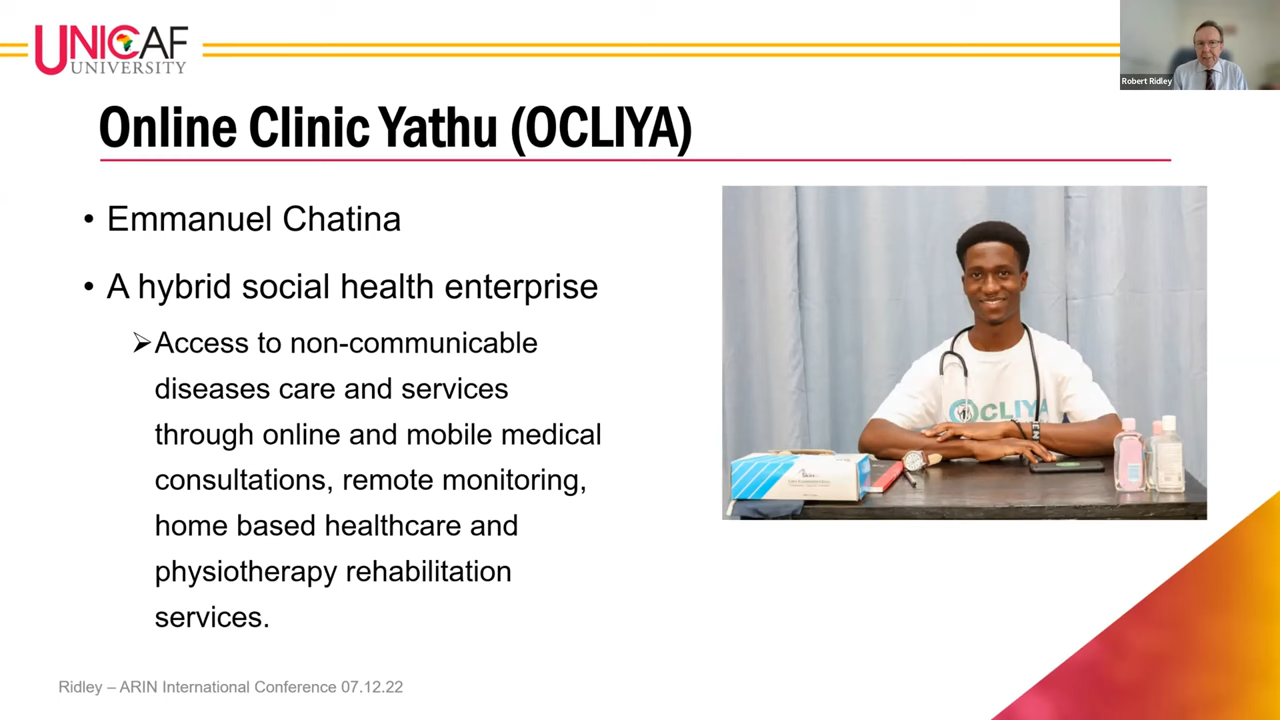 UNICAF
UNIVERSITY
Robert Ridley
Online Clinic Yathu (OCLIYA)
• Emmanuel Chatina
• A hybrid social health enterprise
➢Access to non-communicable
diseases care and services
through online and mobile medical
consultations, remote monitoring,
home based healthcare and
physiotherapy rehabilitation
services.
OCLIYA
Ridley – ARIN International Conference 07.12.22